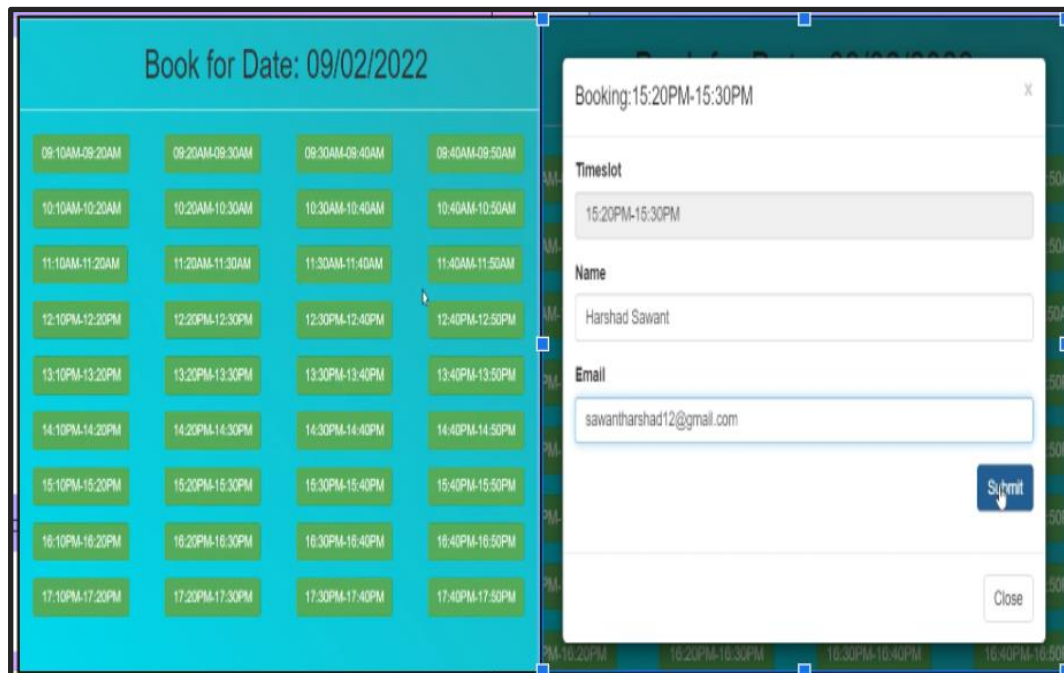 Book for Date: 09/02/2022
09:10AM-09:20AM 09:20AM-09:30AM 09:30AM-09:40AM 09:40AM-09:50AM
10:10AM-10:20AM 10:20AM-10:30AM 10:30AM-10:40AM 10:40AM-10:50AM
11:10AM-11:20AM 11:20AM-11:30AM 11:30AM-11:40AM 11:40AM-11:50AM
12:10PM-12:20PM 12:20PM-12:30PM 12:30PM-12:40PM 12:40PM-12:50PM
13:10PM-13:20PM 13:20PM-13:30PM 13:30PM-13:40PM 13:40PM-13:50PM
14:10PM-14:20PM 14:20PM-14:30PM 14:30PM-14:40PM 14:40PM-14:50PM
15:10PM-15:20PM 15:20PM-15:30PM 15:30PM-15:40PM 15:40PM-15:50PM
16:10PM-16:20PM 16:20PM-16:30PM 16:30PM-16:40PM 16:40PM-16:50PM
17:10PM-17:20PM 17:20PM-17:30PM 17:30PM-17:40PM 17:40PM-17:50PM
Booking:15:20PM-15:30PM x
Timeslot
15:20PM-15:30PM
Name
Harshad Sawant
Email
sawantharshad12@gmail.com
Submit
Close
PM-16:20PM 16:20PM-16:30PM 16:30PM-16:40PM 16:40PM-16:50